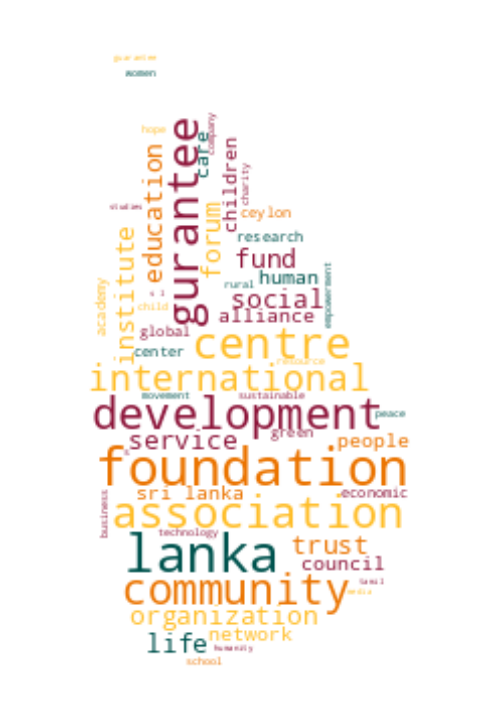 guarantee
women
hope
gurantee
care
company
education
children
charity
studies
forum
ceylon
institute
research
fund
academy
rural
human
empowerment
s l
child
social
alliance
global
center
centre
resource
international
movement
sustainable
development
peace
service
green
people
foundation
sri lanka
economic
business
association
technology
lanka
trust
council
tamil
community
media
organization
network
life
humanity
school